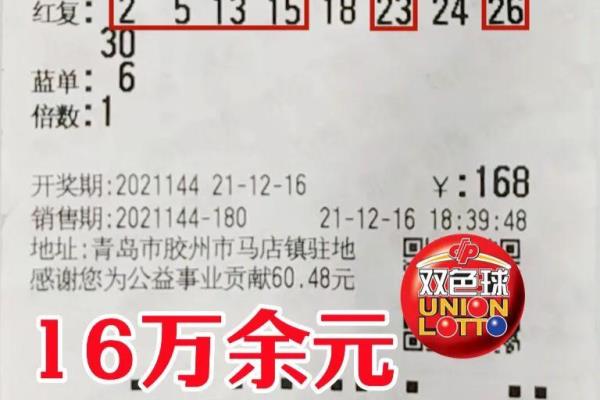 红复: 2 5 13 15 18 23 24 26
30
蓝单: 6
倍数: 1
开奖期:2021144 21-12-16 ¥:168
销售期:2021144-180 21-12-16 18:39:48
地址:青岛市胶州市马店镇驻地
感谢您为公益事业贡献60.48元
双色球
UNION
LOTTO
16万余元